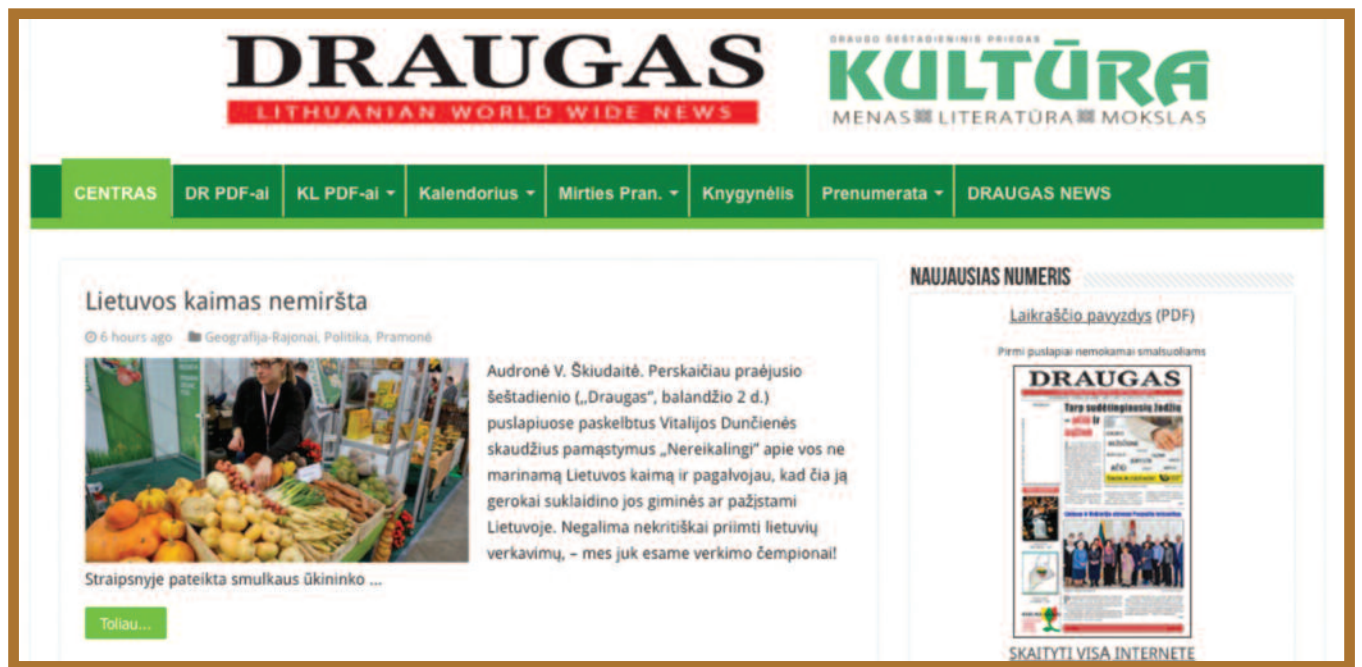 DRAUGAS
LITHUANIAN WORLD WIDE NEWS
DRAUGO ŠEŠTADIENINIS PRIEDAS
KULTŪRA
MENAS LITERATŪRA MOKSLAS
CENTRAS DR PDF-ai KL PDF-ai Kalendorius Mirties Pran. Knygynėlis Prenumerata DRAUGAS NEWS
Lietuvos kaimas nemiršta
6 hours ago Geografija-Rajonai, Politika, Pramonė
Audronė V. Škiudaitė. Perskaičiau praėjusio
šeštadienio („Draugas“, balandžio 2 d.)
puslapiuose paskelbtus Vitalijos Dunčienės
skaudžius pamąstymus „Nereikalingi” apie vos ne
marinamą Lietuvos kaimą ir pagalvojau, kad čia ją
gerokai suklaidino jos giminės ar pažįstami
Lietuvoje. Negalima nekritiškai priimti lietuvių
verkavimų, – mes juk esame verkimo čempionai!
Straipsnyje pateikta smulkaus ūkininko ...
Toliau...
NAUJAUSIAS NUMERIS
Laikraščio pavyzdys (PDF)
Pirmi puslapiai nemokamai smalsuoliams
DRAUGAS
Tarp sudėtingiausių žodžių
– ačiū ir
SKAITYTI VISĄ INTERNETE